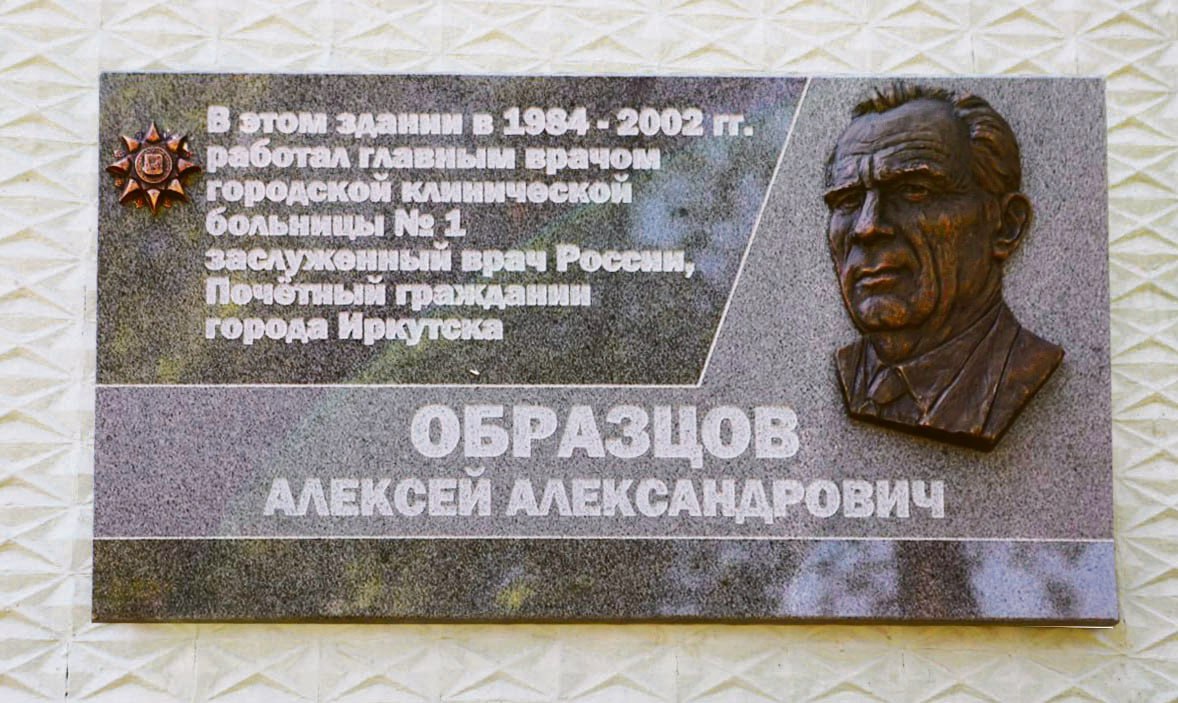 В этом здании в 1984 - 2002 гг.
работал главным врачом
городской клинической
больницы № 1
заслуженный врач России,
Почётный гражданин
города Иркутска
ОБРАЗЦОВ
АЛЕКСЕЙ АЛЕКСАНДРОВИЧ